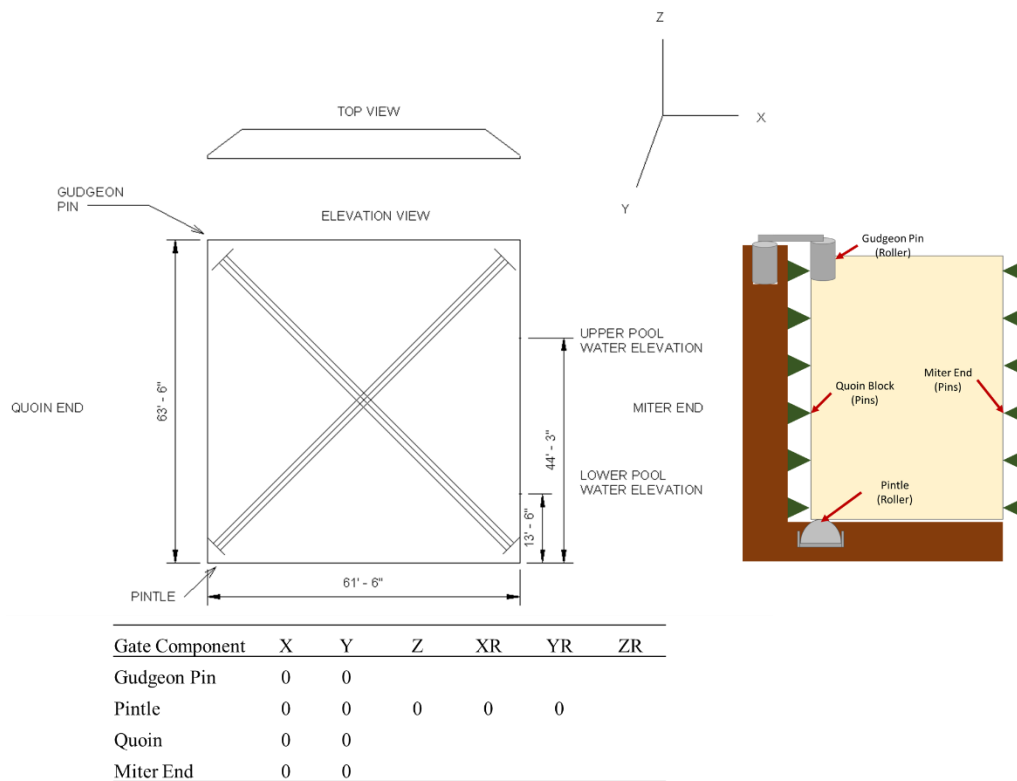 Z
X
Y
TOP VIEW
GUDGEON
PIN
ELEVATION VIEW
QUOIN END
63' - 6"
UPPER POOL
WATER ELEVATION
MITER END
44' - 3"
LOWER POOL
WATER ELEVATION
13' - 6"
PINTLE
61' - 6"
Gudgeon Pin
(Roller)
Quoin Block
(Pins)
Miter End
(Pins)
Pintle
(Roller)
Gate Component X Y Z XR YR ZR
Gudgeon Pin 0 0
Pintle 0 0 0 0 0
Quoin 0 0
Miter End 0 0